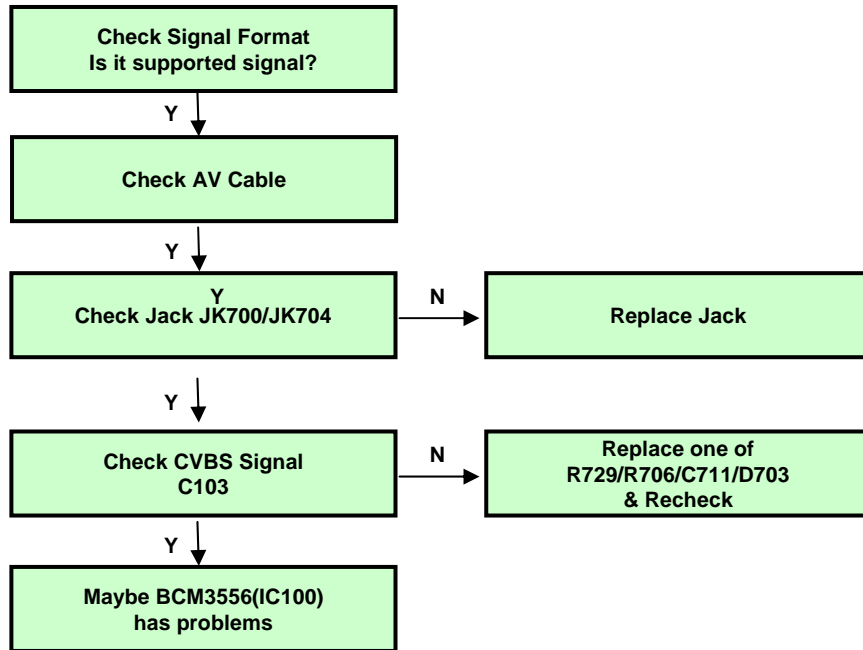 Check Signal Format
Is it supported signal?
Y
Check AV Cable
Y
Y
Check Jack JK700/JK704
N
Replace Jack
Y
Check CVBS Signal
C103
N
Replace one of
R729/R706/C711/D703
& Recheck
Y
Maybe BCM3556(IC100)
has problems